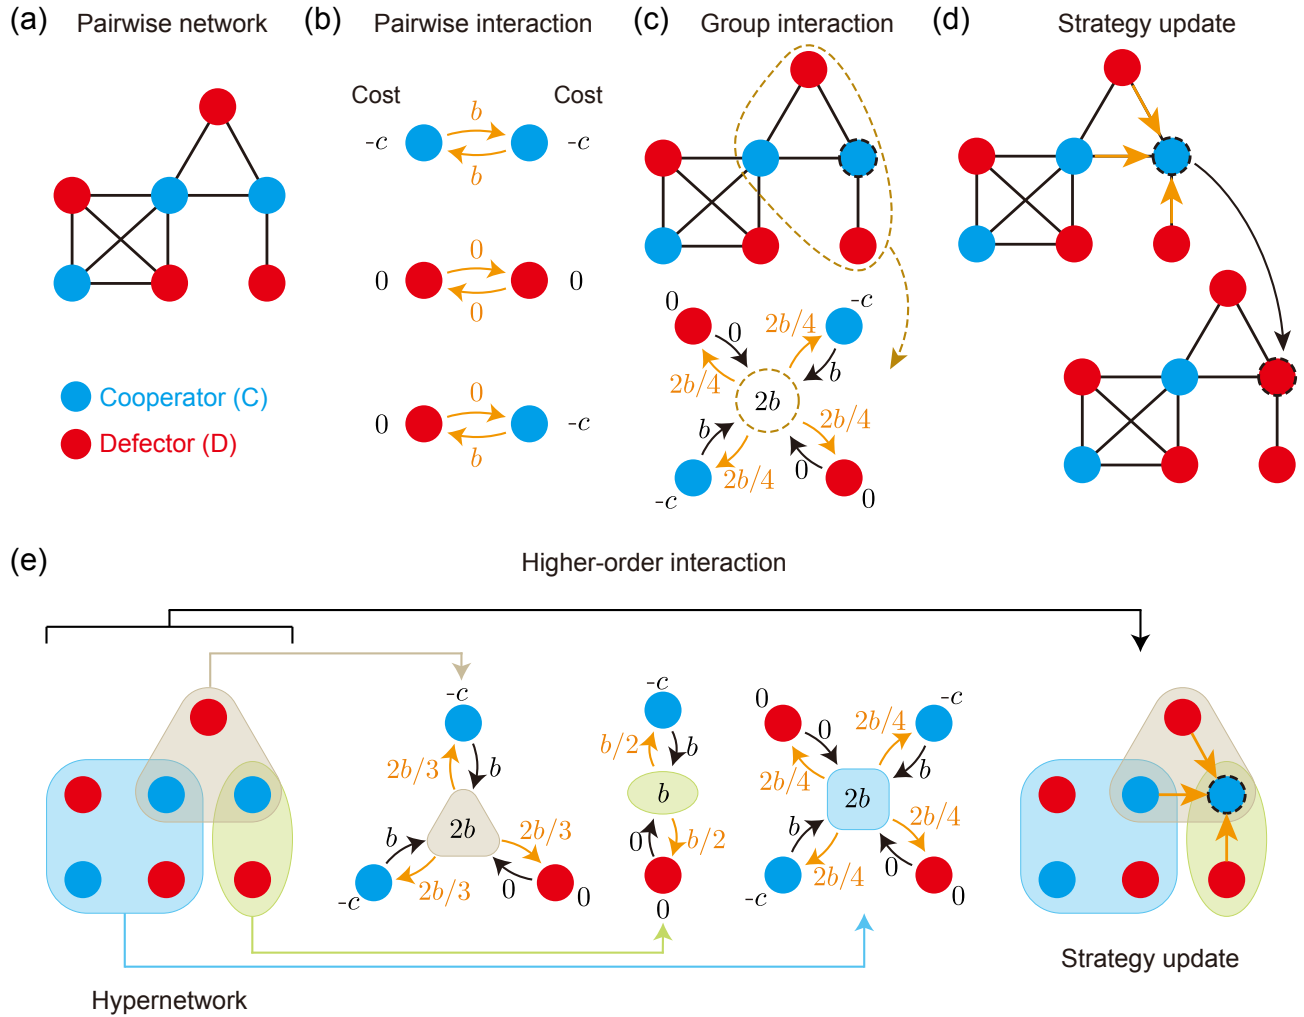 (a) Pairwise network
(b) Pairwise interaction
Cost Cost
-c b -c
b
0 0 0
0
0 0 -c
b
Cooperator (C)
Defector (D)
(c) Group interaction
0 -c
0 2b/4
2b/4 b
2b
b 2b/4
2b/4 0
-c 0
(d) Strategy update
(e) Higher-order interaction
-c
2b/3 b
2b
b 2b/3
2b/3 0
-c 0
-c
b/2 b
b
0 b/2
0
0 -c
0 2b/4
2b/4 b
2b
b 2b/4
2b/4 0
-c 0
Strategy update
Hypernetwork